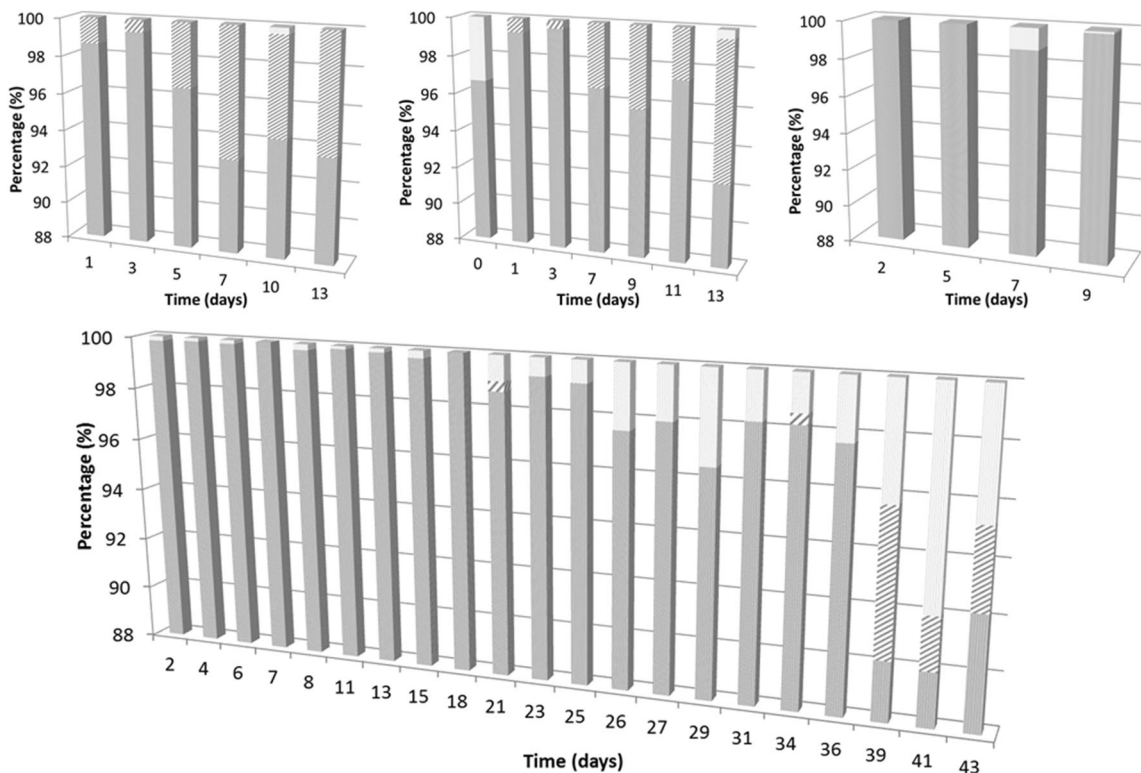 100
98
96
94
92
90
88
Percentage (%)
1 3 5 7 10 13
Time (days)
100
98
96
94
92
90
88
Percentage (%)
0 1 3 7 9 11 13
Time (days)
100
98
96
94
92
90
88
Percentage (%)
2 5 7 9
Time (days)
100
98
96
94
92
90
88
Percentage (%)
2 4 6 7 8 11 13 15 18 21 23 25 26 27 29 31 34 36 39 41 43
Time (days)